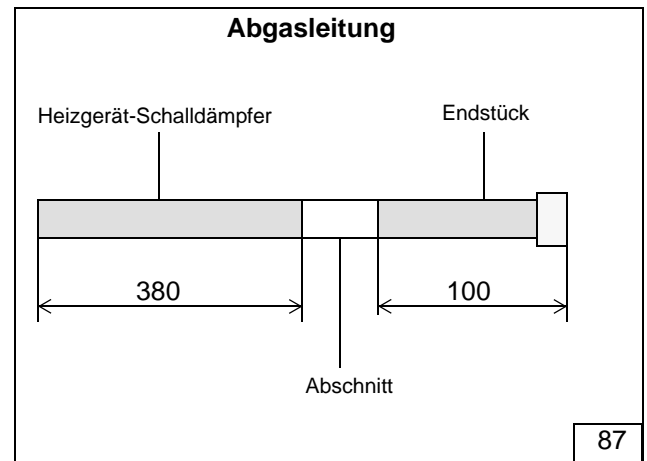 Abgasleitung
Heizgerät-Schalldämpfer
Endstück
380
100
Abschnitt
87